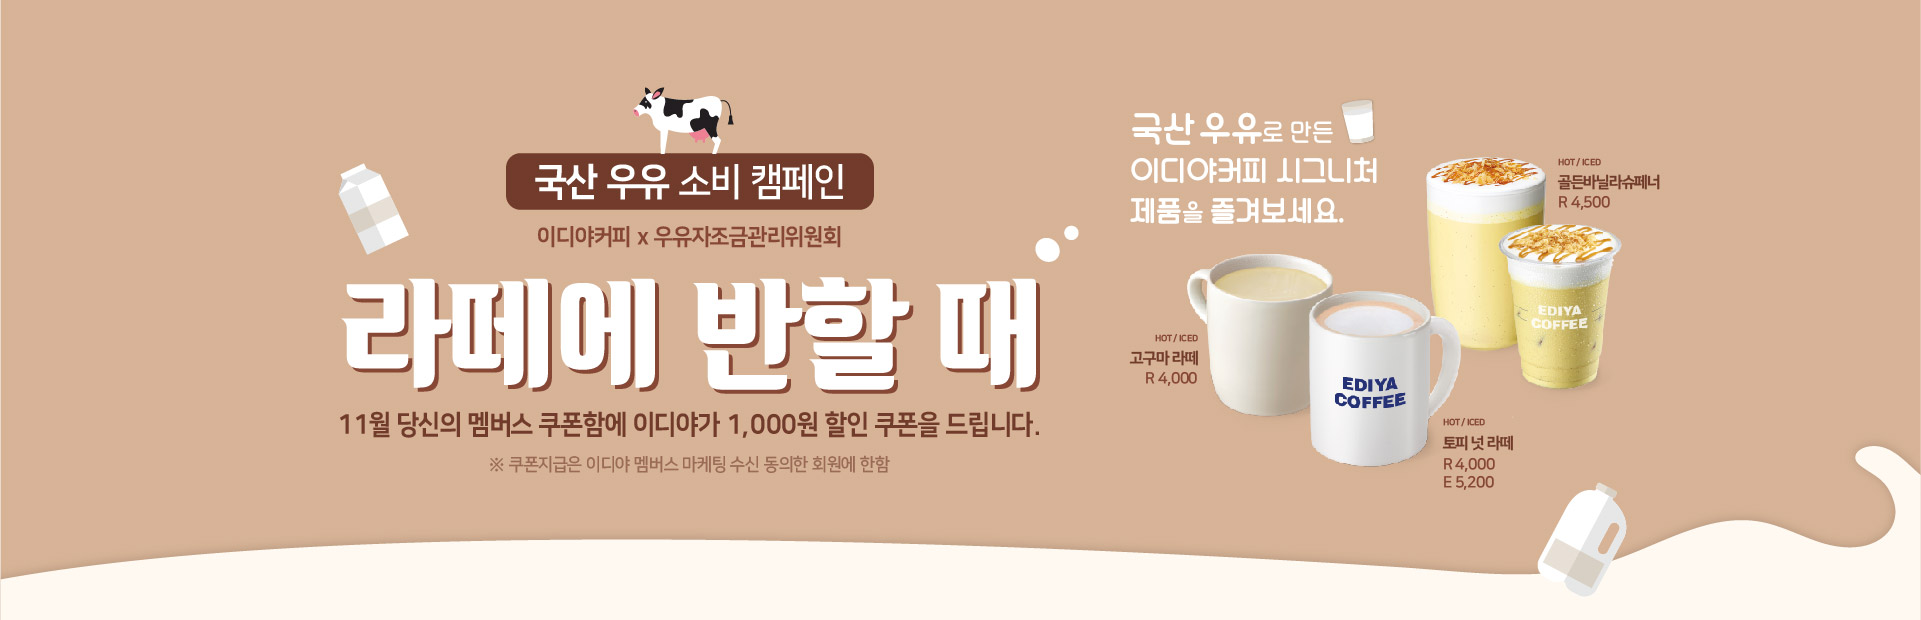 국산 우유 소비 캠페인
이디야커피 x 우유자조금관리위원회
라떼에 반할 때
11월 당신의 멤버스 쿠폰함에 이디야가 1,000원 할인 쿠폰을 드립니다.
※ 쿠폰지급은 이디야 멤버스 마케팅 수신 동의한 회원에 한함
국산 우유로 만든
이디야커피 시그니처
제품을 즐겨보세요.
HOT / ICED
골든바닐라슈페너
R 4,500
EDIYA
COFFEE
HOT / ICED
고구마 라떼
R 4,000
EDIYA
COFFEE
HOT / ICED
토피 넛 라떼
R 4,000
E 5,200